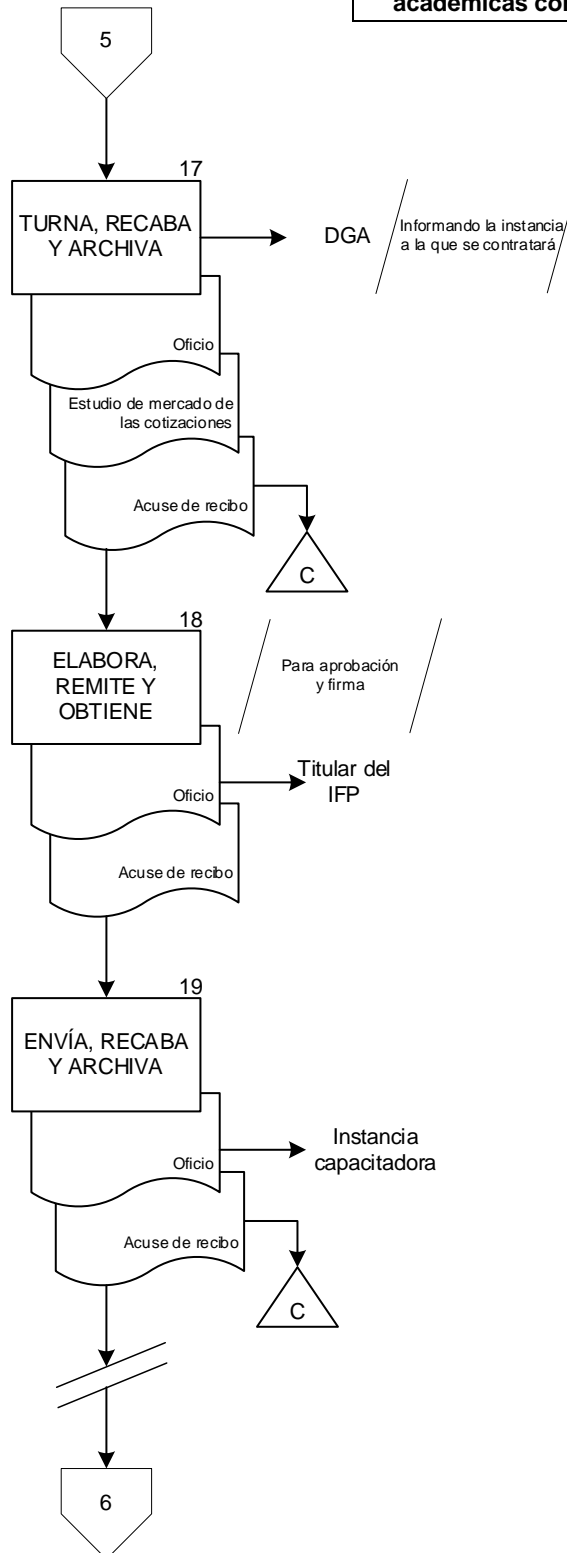 académicas con
5
17
TURNA, RECABA
Y ARCHIVA
DGA
Informando la instancia
a la que se contratará
Oficio
Estudio de mercado de
las cotizaciones
Acuse de recibo
C
18
ELABORA,
REMITE Y
OBTIENE
Para aprobación
y firma
Titular del
IFP
Oficio
Acuse de recibo
19
ENVÍA, RECABA
Y ARCHIVA
Instancia
capacitadora
Oficio
Acuse de recibo
C
6